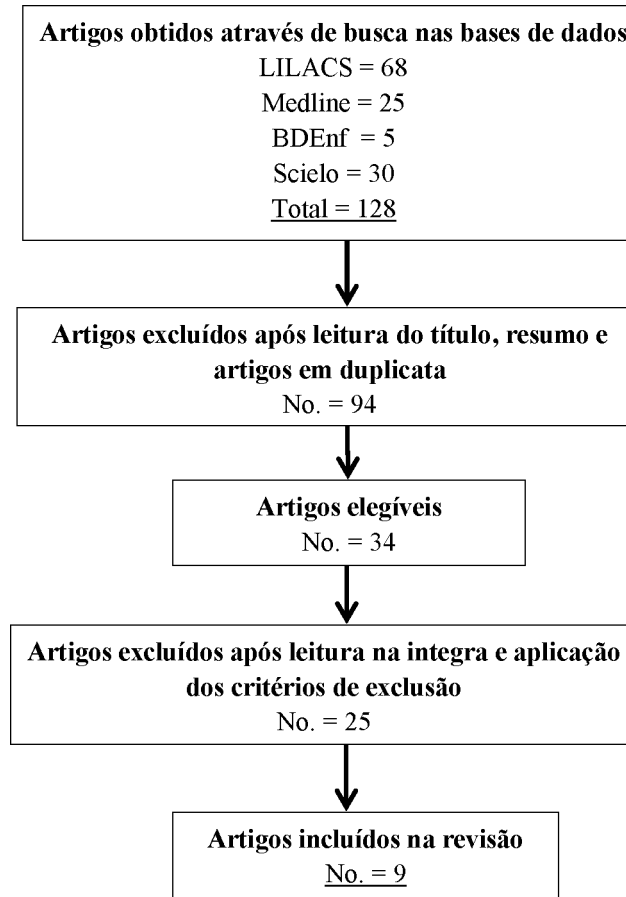 Artigos obtidos através de busca nas bases de dados
LILACS = 68
Medline = 25
BDEnf = 5
Scielo = 30
Total = 128
Artigos excluídos após leitura do título, resumo e
artigos em duplicata
No. = 94
Artigos elegíveis
No. = 34
Artigos excluídos após leitura na integra e aplicação
dos critérios de exclusão
No. = 25
Artigos incluídos na revisão
No. = 9